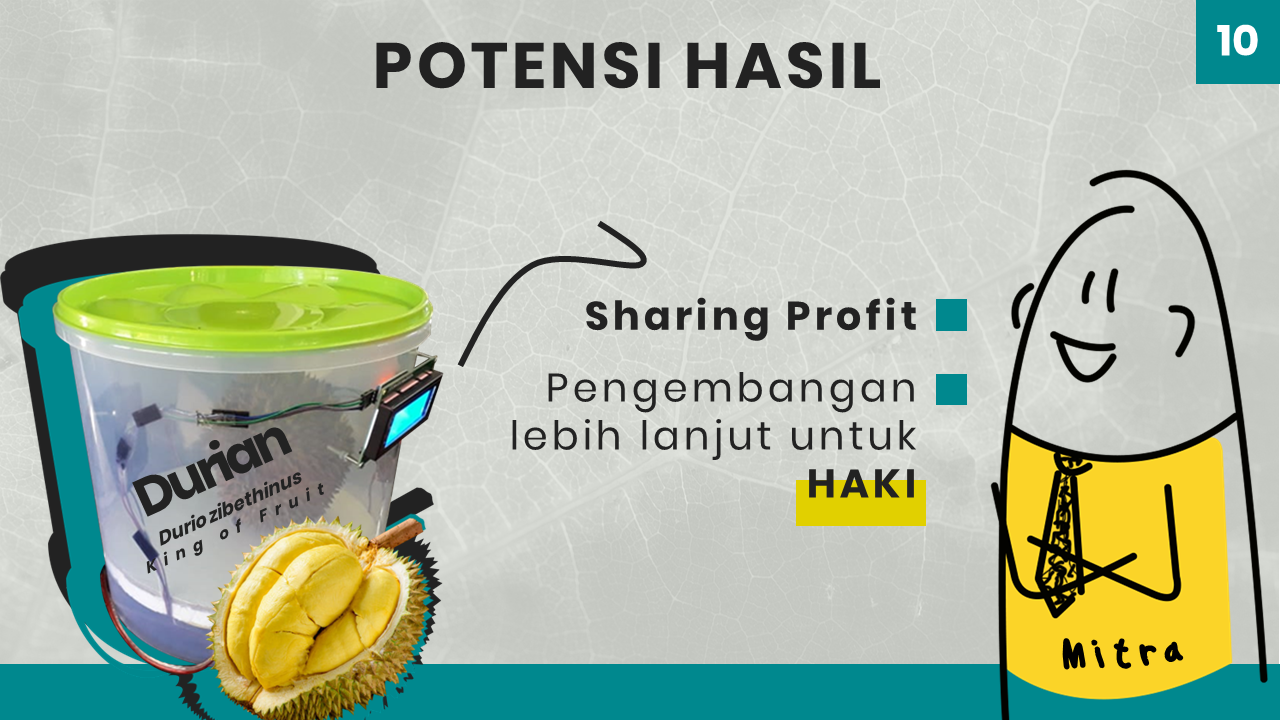 POTENSI HASIL
10
Sharing Profit
Pengembangan
lebih lanjut untuk
HAKI
Durian
Durio zibethinus
King of Fruit
Mitra